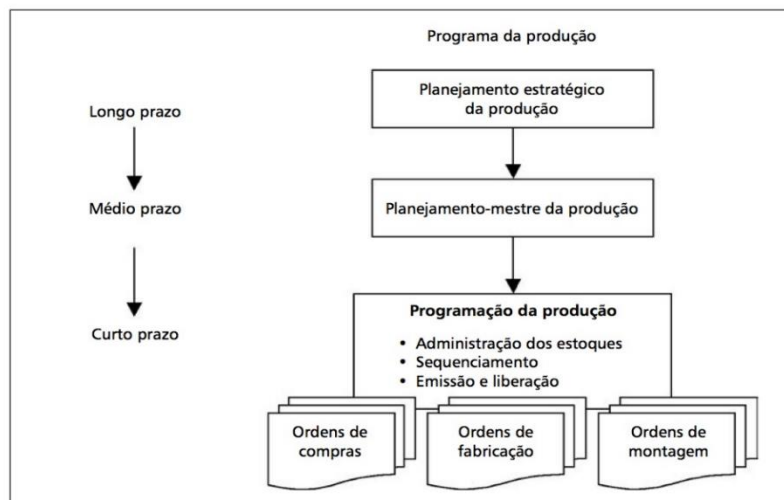 Programa da produção
Longo prazo
Planejamento estratégico
da produção
Médio prazo
Planejamento-mestre da produção
Curto prazo
Programação da produção
• Administração dos estoques
• Sequenciamento
• Emissão e liberação
Ordens de
compras
Ordens de
fabricação
Ordens de
montagem